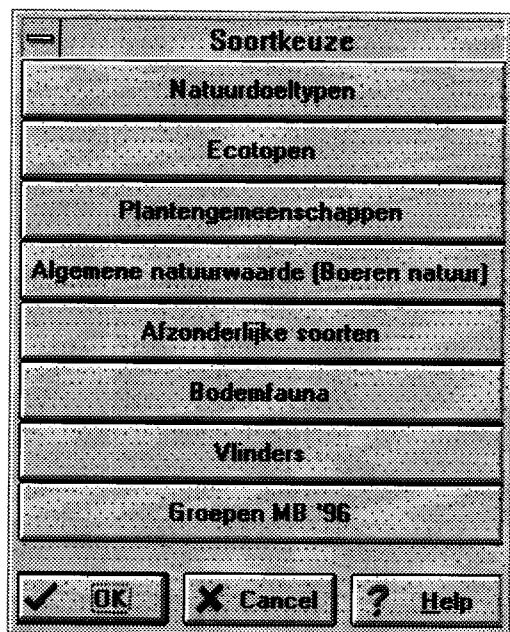 Soortkeuze
Natuurdoeltypen
Ecotopen
Plantengemeenschappen
Algemene natuurwaarde (Boeren natuur)
Afzonderlijke soorten
Bodemfauna
Vlinders
Groepen MB '96
OK Cancel ? Help